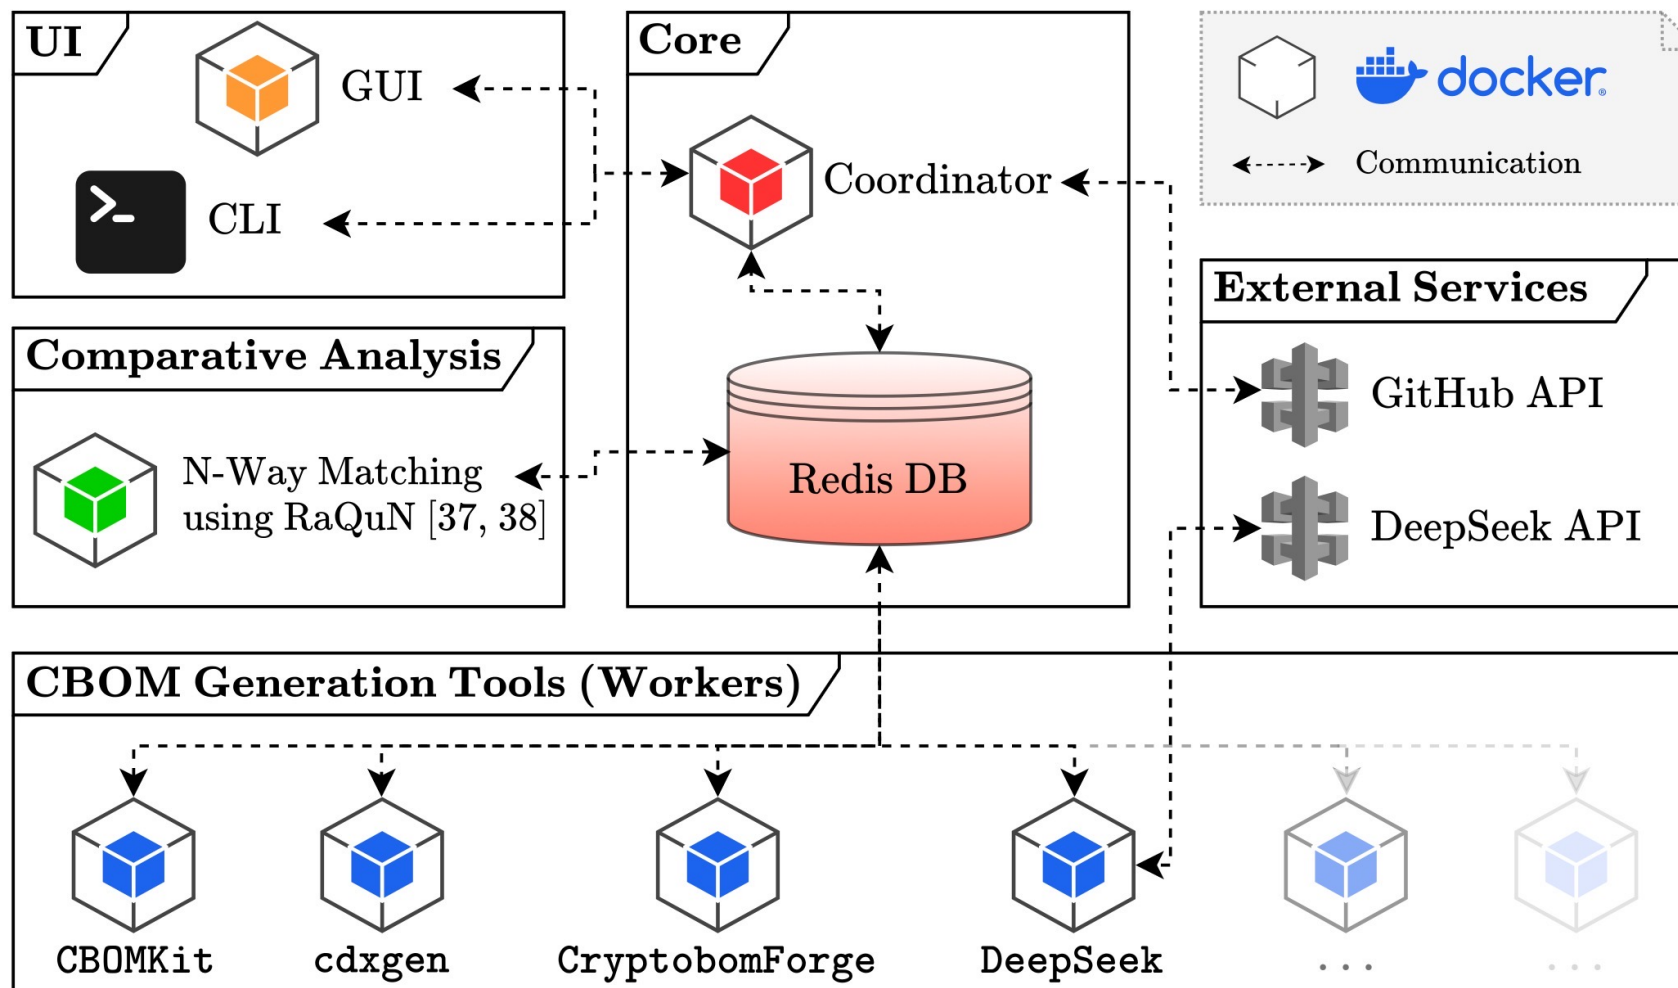 UI
GUI
CLI
Core
Coordinator
Redis DB
docker®
Communication
Comparative Analysis
N-Way Matching
using RaQuN [37, 38]
External Services
GitHub API
DeepSeek API
CBOM Generation Tools (Workers)
CBOMKit
cdxgen
CryptobomForge
DeepSeek
...
...